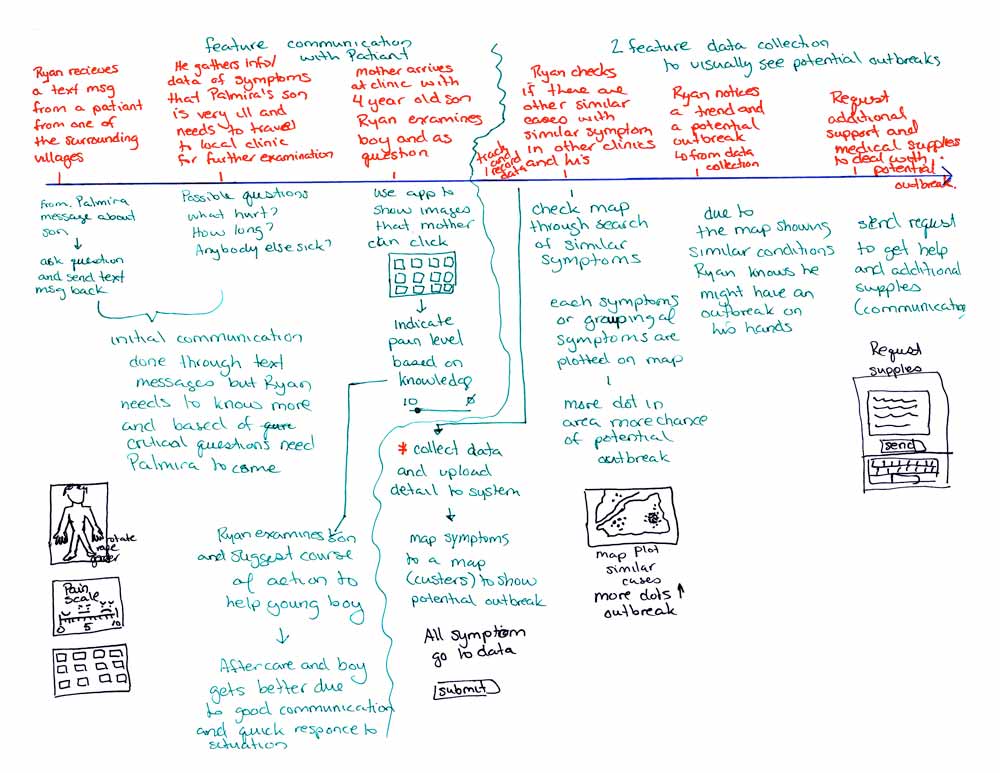 feature communication
with Patiant
2 feature data collection
to visually see potential outbreaks
Ryan recieves
a text msg
from a patiant
from one of
the surrounding
villages
He gathers info/
data of symptoms
that Palmira's son
is very ill and
needs to travel
to local clinic
for further examination
Mother arrives
at clinic with
4 year old son
Ryan examines
boy and as
question
track
and
record
data
Ryan checks
if there are
other similar
cases with
similar symptom
in other clinics
and his
Ryan notices
a trend and
a potential
outbreak
to from data
collection
Request
additional
support and
medical supplies
to deal with
potential
outbreak.
from Palmira
message about
son
ask question
and send text
msg back
Possible questions
what hurt?
How long?
Anybody else sick?
initial communication
done through text
messages but Ryan
needs to know more
and based of
critical questions need
Palmira to come
use app to
show images
that mother
can click
Indicate
pain level
based on
knowledge
10 0
* collect data
and upload
detail to system
map symptoms
to a map
(custers) to show
potential outbreak
All symptom
go to data
submit
Ryan examines son
and suggest course
of action to
help young boy
After care and boy
gets better due
to good communication
and quick responce to
situation
check map
through search
of similar
symptoms
each symptoms
or grouping of
symptoms are
plotted on map
more dot in
area more chance
of potential
outbreak
map plot
similar
cases
more dots
outbreak
due to
the map showing
similar conditions
Ryan knows he
might have an
outbreak on
his hands
send requst
to get help
and additional
supplies
(communicatio
Request
supples
send
rotate
Pain
Scale
0 5 10